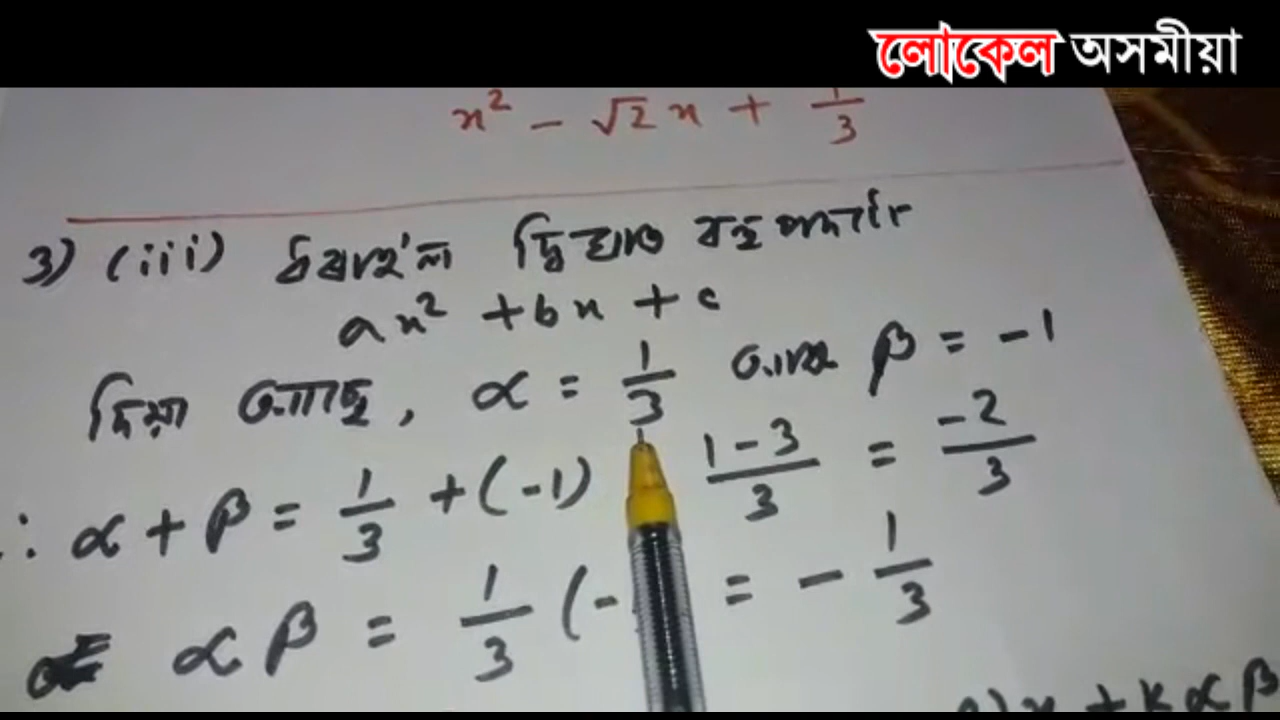 লোকেল অসমীয়া
x² - √2x + 1/3
3) (iii) ধৰাহ'ল দ্বিঘাত বহুপদটো
ax² + bx + c
দিয়া আছে, α = 1/3 আৰু β = -1
∴ α + β = 1/3 + (-1) 1-3/3 = -2/3
αβ = 1/3 (- = - 1/3
)x + kαβ